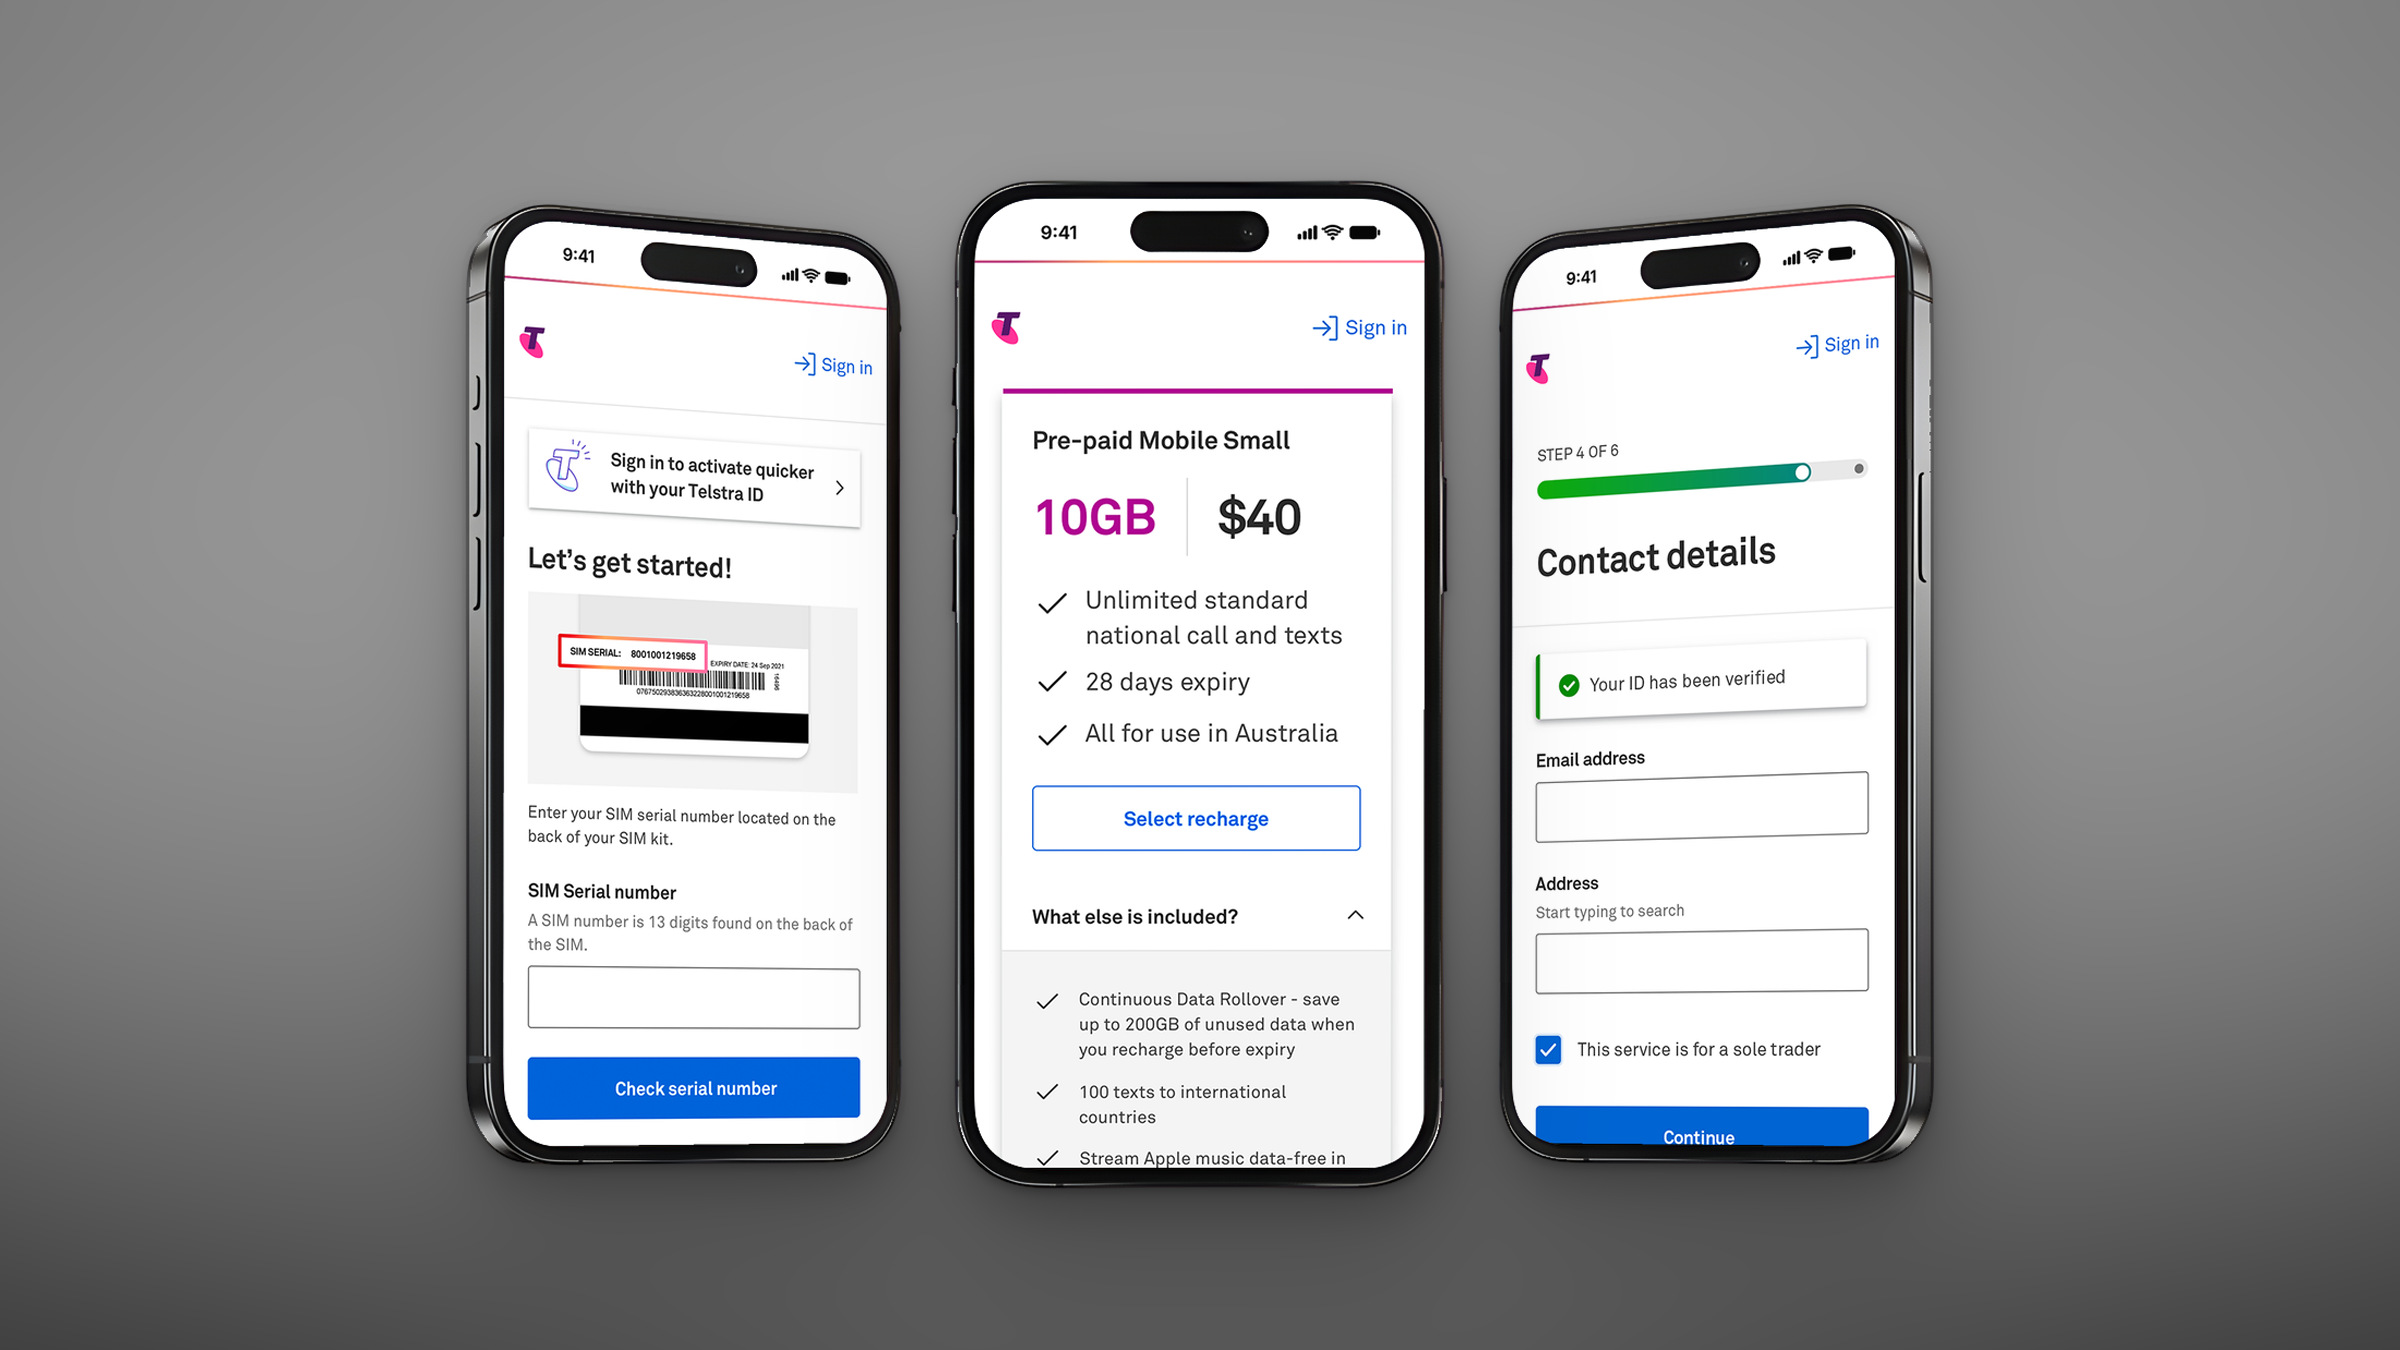 9:41
Sign in
Sign in to activate quicker
with your Telstra ID
Let's get started!
SIM SERIAL: 8001001219658
EXPIRY DATE: 24 Sep 2021
16496
076750293836363228001001219658
Enter your SIM serial number located on the
back of your SIM kit.
SIM Serial number
A SIM number is 13 digits found on the back of
the SIM.
Check serial number
9:41
T
Sign in
Pre-paid Mobile Small
10GB
$40
Unlimited standard
national call and texts
28 days expiry
All for use in Australia
Select recharge
What else is included?
Continuous Data Rollover - save
up to 200GB of unused data when
you recharge before expiry
100 texts to international
countries
Stream Apple music data-free in
9:41
T
Sign in
STEP 4 OF 6
Contact details
Your ID has been verified
Email address
Address
Start typing to search
This service is for a sole trader
Continue